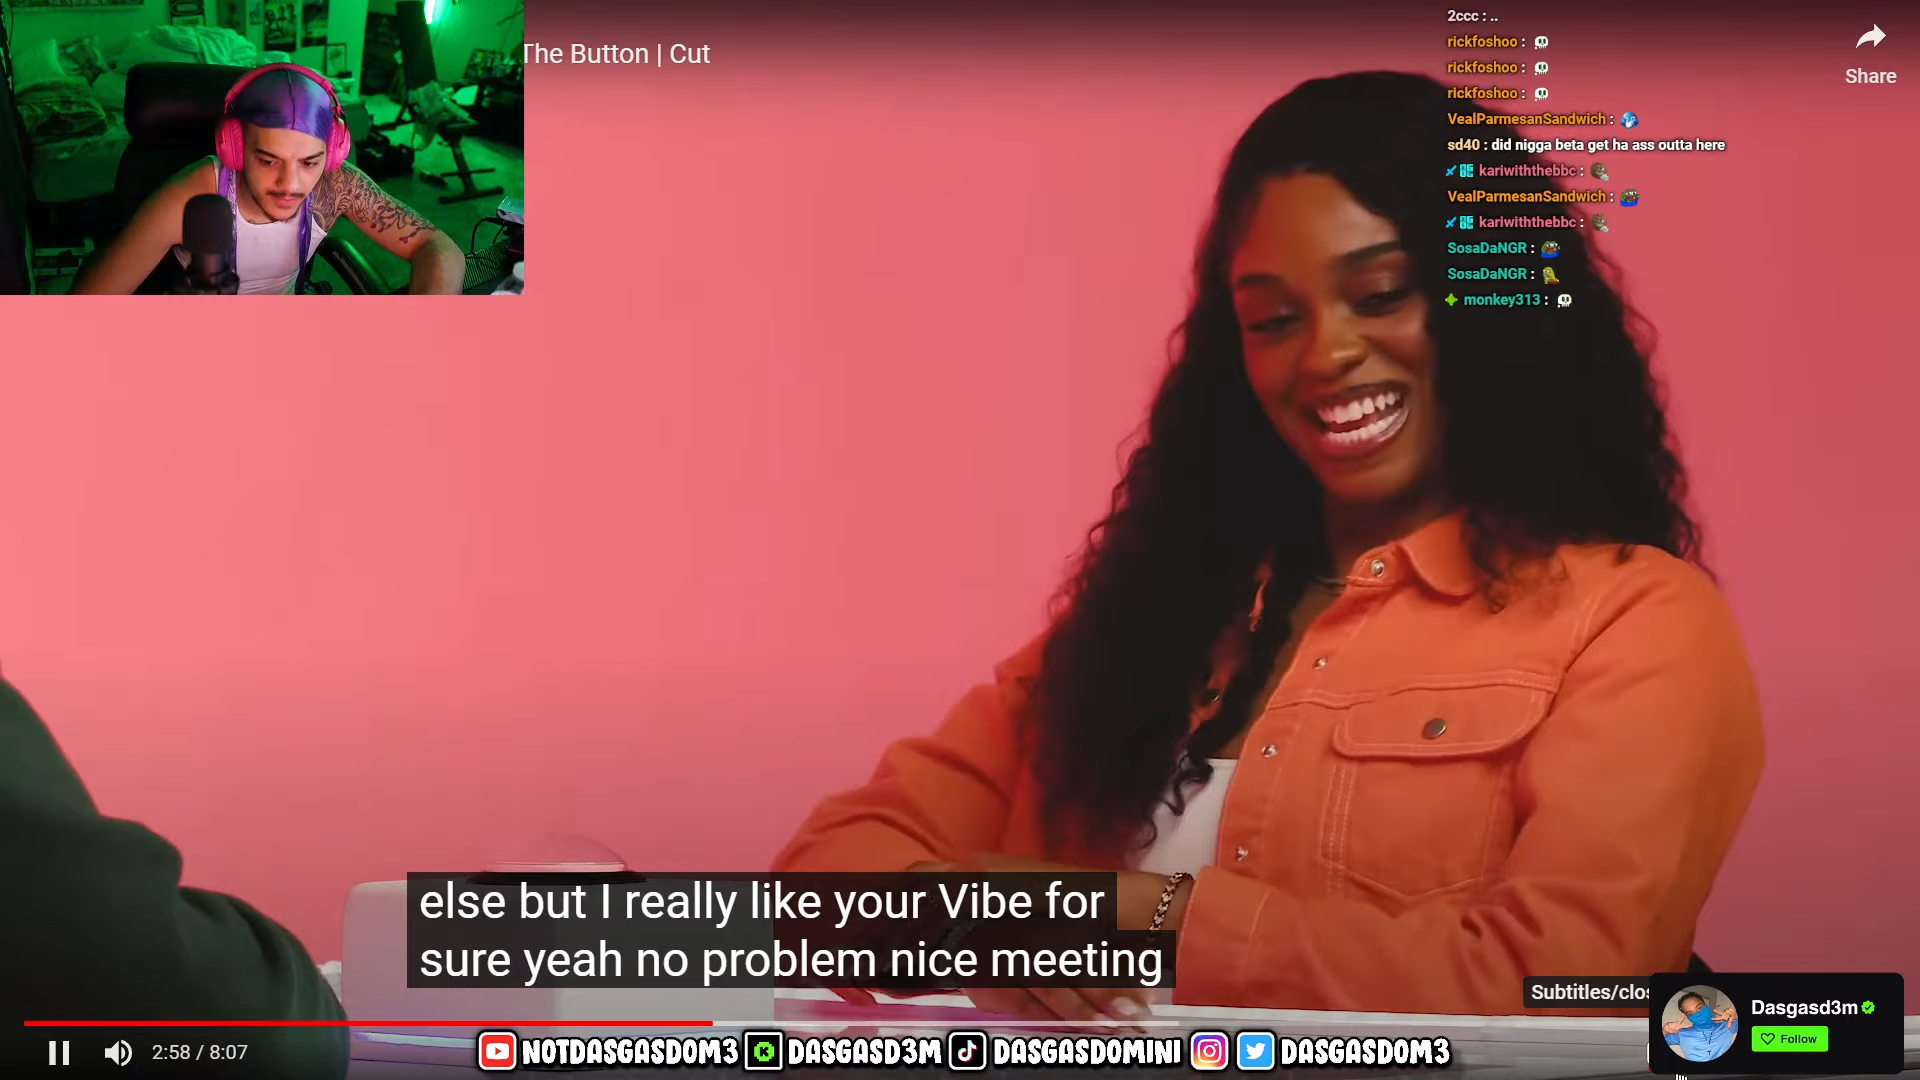 The Button | Cut
2ccc : ..
rickfoshoo :
rickfoshoo :
rickfoshoo :
VealParmesanSandwich :
sd40 : did nigga beta get ha ass outta here
kariwiththebbc :
VealParmesanSandwich :
kariwiththebbc :
SosaDaNGR :
SosaDaNGR :
monkey313 :
Share
else but I really like your Vibe for
sure yeah no problem nice meeting
Subtitles/clos
Dasgasd3m
Follow
2:58 / 8:07
NOTDASGASDOM3 K DASGASD3M DASGASDOMINI DASGASDOM3